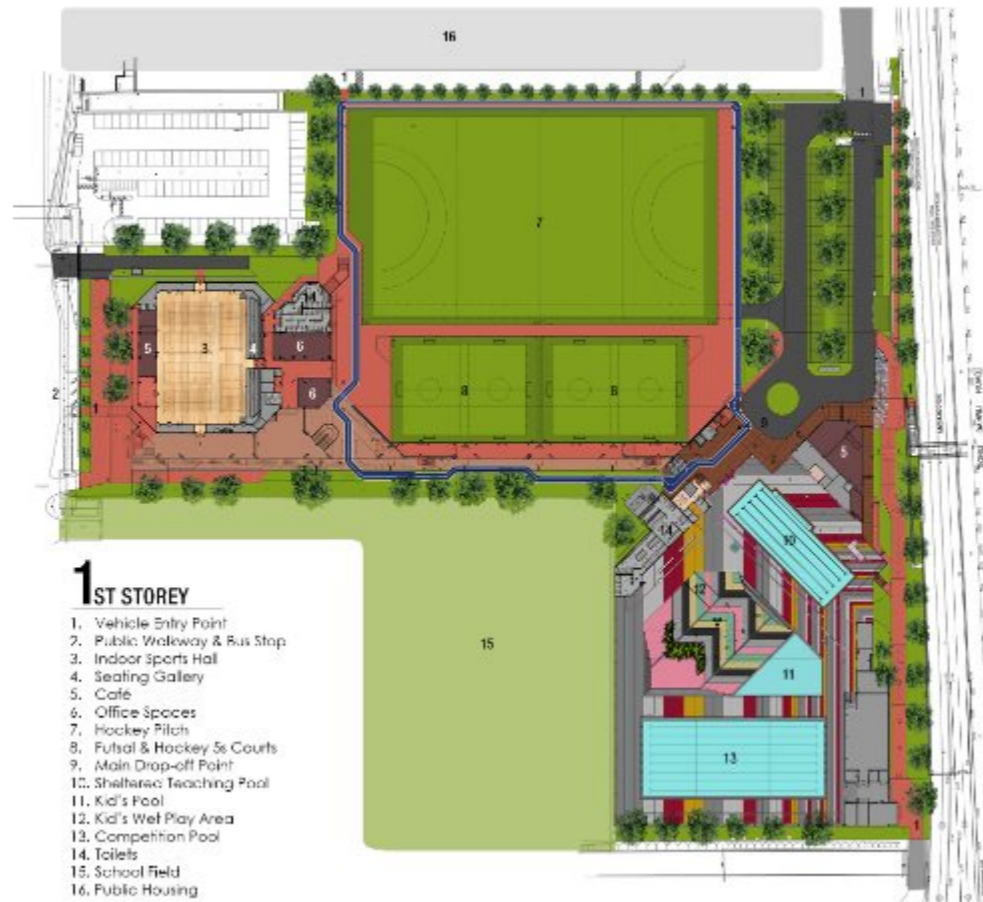 16
1
1
7
14
5
3
4
6
2
6
8
8
1
1
9
5
14
10
12
15
11
13
1
1ST STOREY
1. Vehicle Entry Point
2. Public Walkway & Bus Stop
3. Indoor Sports Hall
4. Seating Gallery
5. Café
6. Office Spaces
7. Hockey Pitch
8. Futsal & Hockey 5s Courts
9. Main Drop-off Point
10. Sheltered Teaching Pool
11. Kid's Pool
12. Kid's Wet Play Area
13. Competition Pool
14. Toilets
15. School Field
16. Public Housing